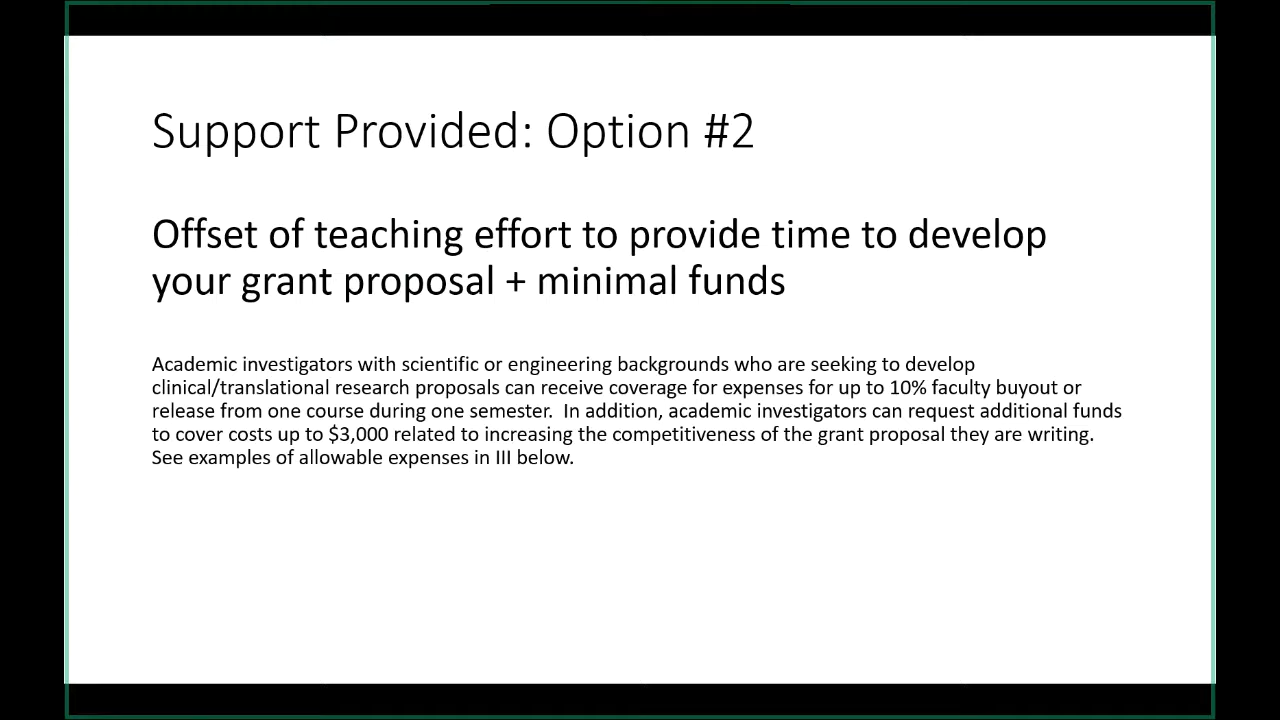 Support Provided: Option #2
Offset of teaching effort to provide time to develop
your grant proposal + minimal funds
Academic investigators with scientific or engineering backgrounds who are seeking to develop
clinical/translational research proposals can receive coverage for expenses for up to 10% faculty buyout or
release from one course during one semester.  In addition, academic investigators can request additional funds
to cover costs up to $3,000 related to increasing the competitiveness of the grant proposal they are writing.
See examples of allowable expenses in III below.